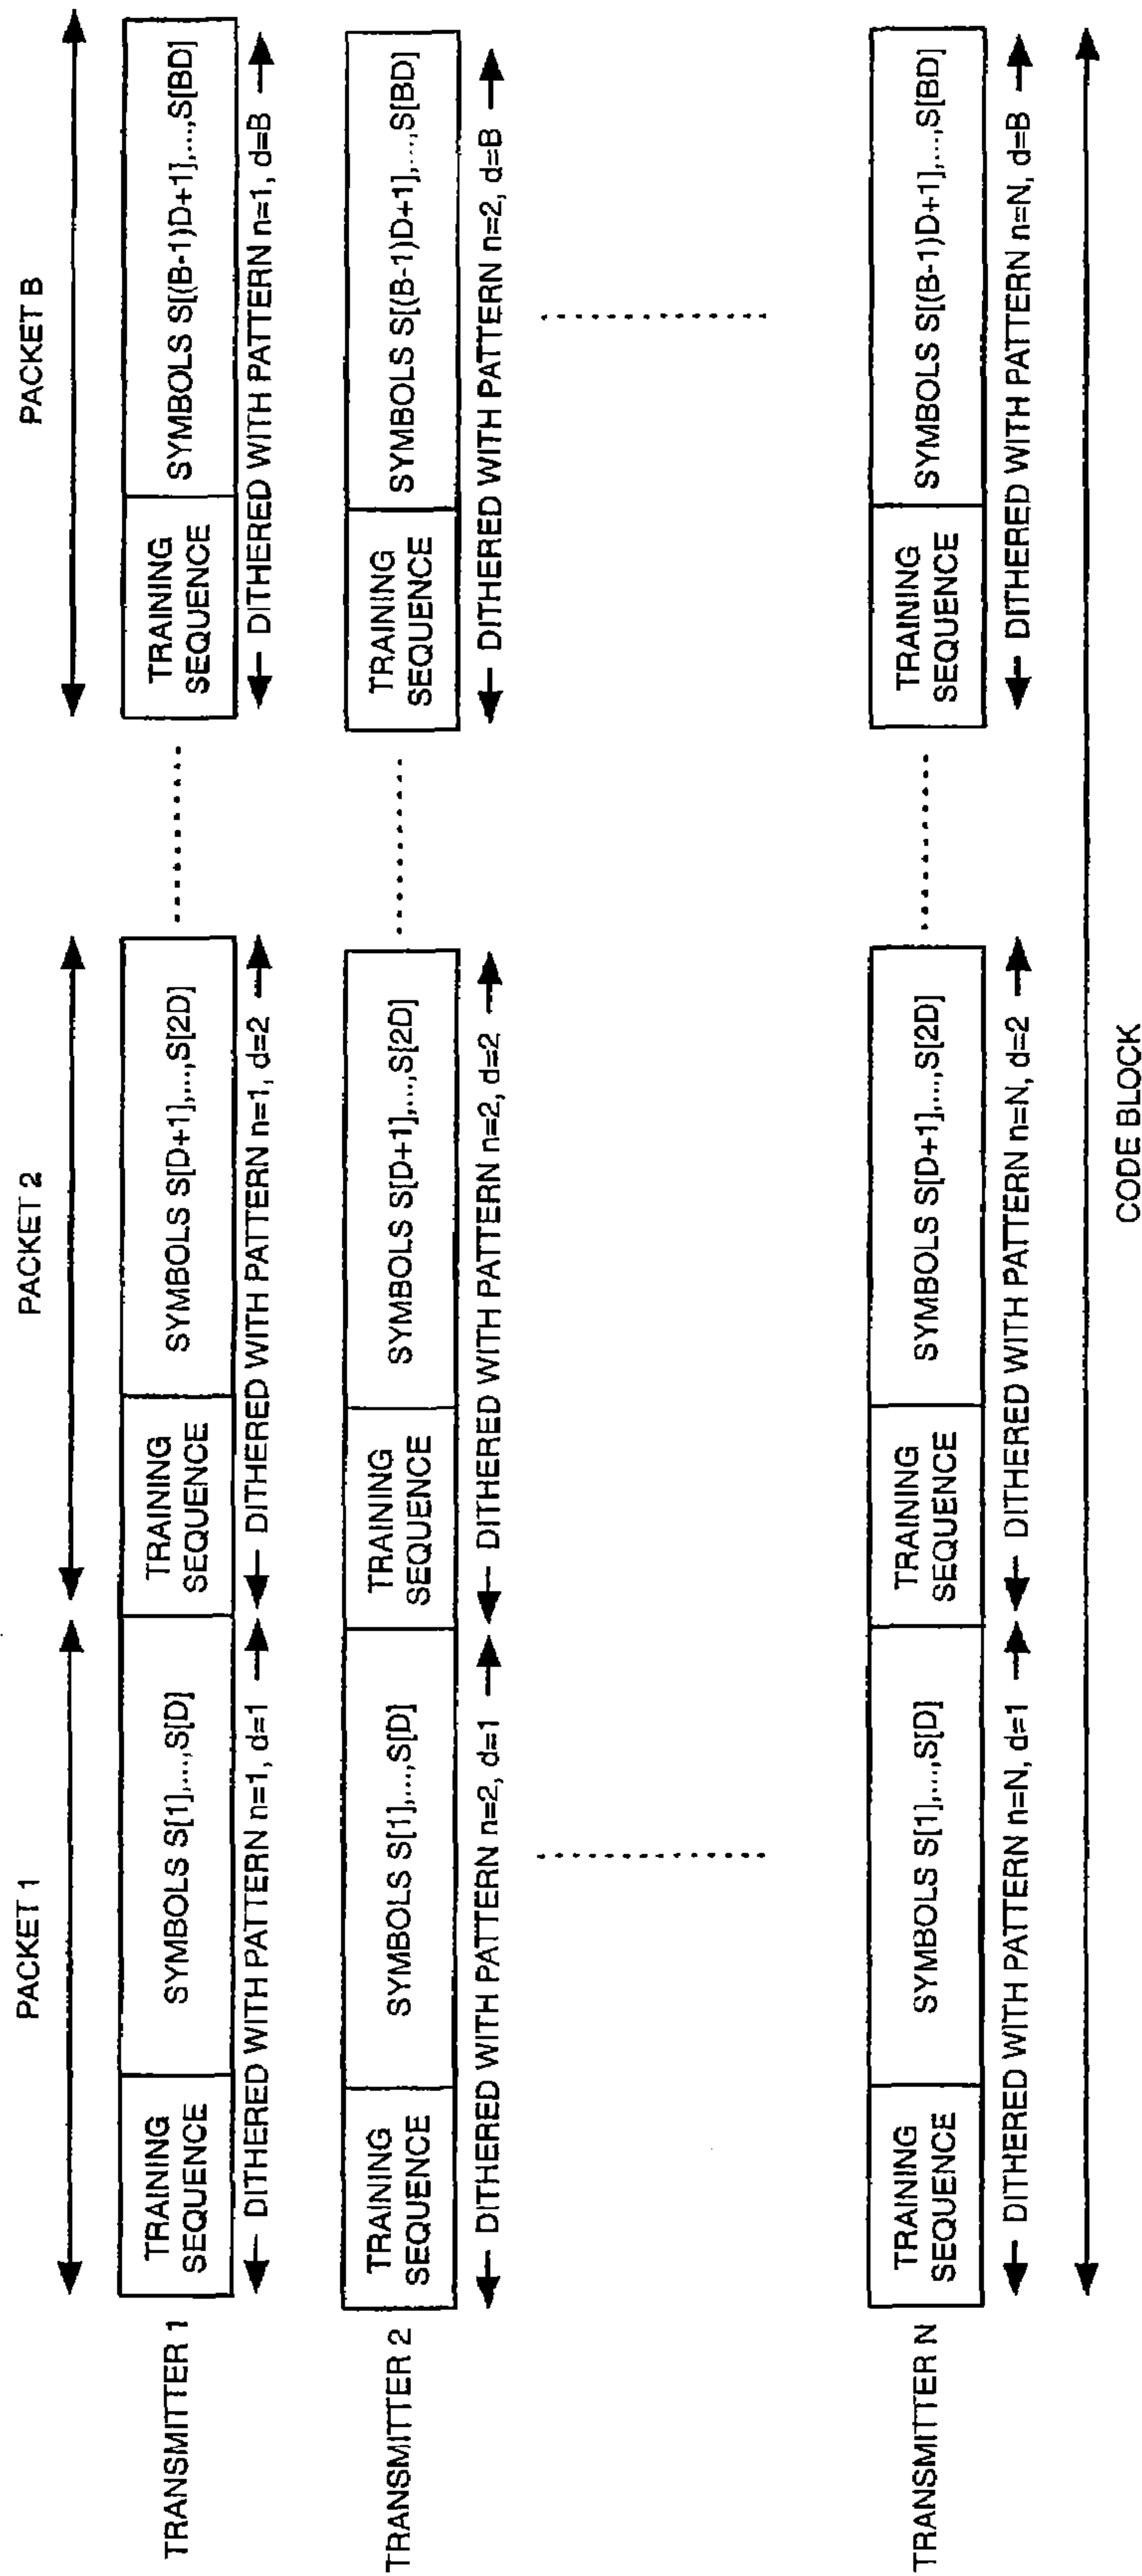 PACKET 1
PACKET 2
PACKET B
TRANSMITTER 1
TRAINING
SEQUENCE
SYMBOLS S[1],...,S[D]
TRAINING
SEQUENCE
SYMBOLS S[D+1],...,S[2D]
TRAINING
SEQUENCE
SYMBOLS S[(B-1)D+1],...,S[BD]
DITHERED WITH PATTERN n=1, d=1
DITHERED WITH PATTERN n=1, d=2
DITHERED WITH PATTERN n=1, d=B
TRANSMITTER 2
TRAINING
SEQUENCE
SYMBOLS S[1],...,S[D]
TRAINING
SEQUENCE
SYMBOLS S[D+1],...,S[2D]
TRAINING
SEQUENCE
SYMBOLS S[(B-1)D+1],...,S[BD]
DITHERED WITH PATTERN n=2, d=1
DITHERED WITH PATTERN n=2, d=2
DITHERED WITH PATTERN n=2, d=B
TRANSMITTER N
TRAINING
SEQUENCE
SYMBOLS S[1],...,S[D]
TRAINING
SEQUENCE
SYMBOLS S[D+1],...,S[2D]
TRAINING
SEQUENCE
SYMBOLS S[(B-1)D+1],...,S[BD]
DITHERED WITH PATTERN n=N, d=1
DITHERED WITH PATTERN n=N, d=2
DITHERED WITH PATTERN n=N, d=B
CODE BLOCK